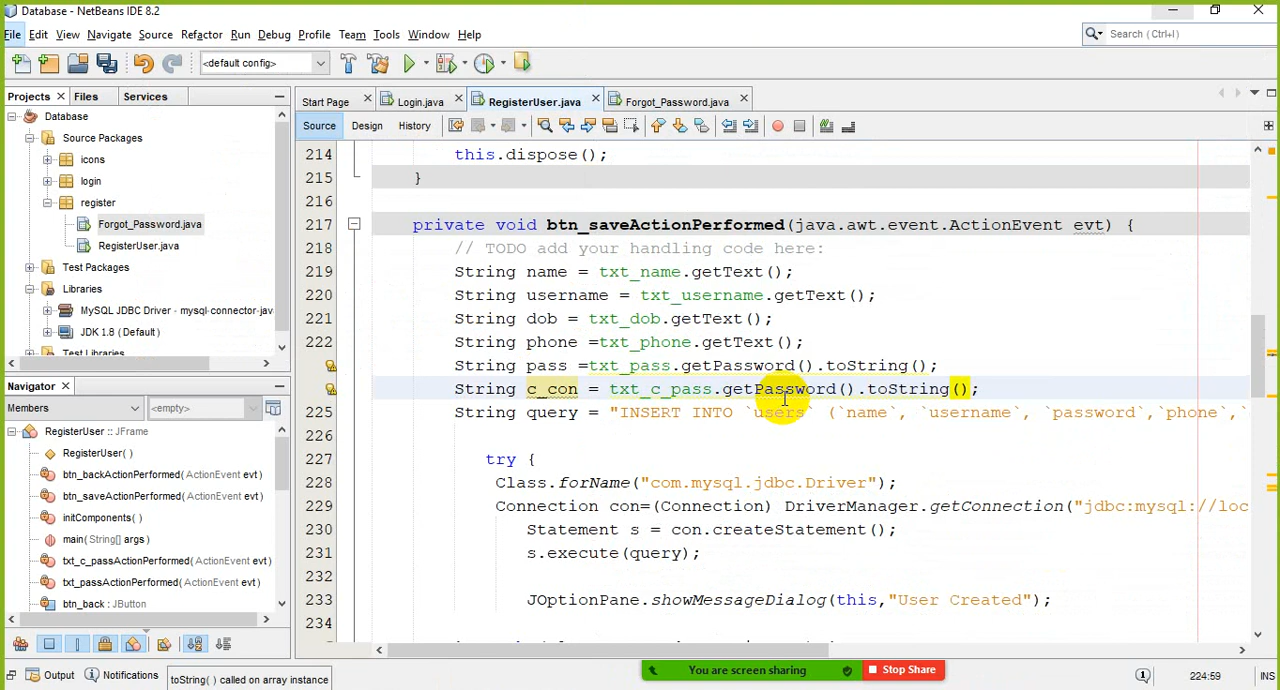 Database - NetBeans IDE 8.2
File Edit View Navigate Source Refactor Run Debug Profile Team Tools Window Help
Search (Ctrl+I)
<default config>
Projects Files Services
Start Page Login.java RegisterUser.java Forgot_Password.java
Source Design History
Database
Source Packages
icons
login
register
Forgot_Password.java
RegisterUser.java
Test Packages
Libraries
MySQL JDBC Driver - mysql-connector-java
JDK 1.8 (Default)
Test Libraries
Navigator
Members <empty>
RegisterUser :: JFrame
RegisterUser()
btn_backActionPerformed(ActionEvent evt)
btn_saveActionPerformed(ActionEvent evt)
initComponents()
main(String[] args)
txt_c_passActionPerformed(ActionEvent evt)
txt_passActionPerformed(ActionEvent evt)
btn_back : JButton
214 this.dispose();
215 }
216
217 private void btn_saveActionPerformed(java.awt.event.ActionEvent evt) {
218 // TODO add your handling code here:
219 String name = txt_name.getText();
220 String username = txt_username.getText();
221 String dob = txt_dob.getText();
222 String phone =txt_phone.getText();
String pass =txt_pass.getPassword().toString();
String c_con = txt_c_pass.getPassword().toString();
225 String query = "INSERT INTO `users` (`name`, `username`, `password`,`phone`,`
226
227 try {
228 Class.forName("com.mysql.jdbc.Driver");
229 Connection con=(Connection) DriverManager.getConnection("jdbc:mysql://loc
230 Statement s = con.createStatement();
231 s.execute(query);
232
233 JOptionPane.showMessageDialog(this,"User Created");
234
Output Notifications
toString() called on array instance
You are screen sharing Stop Share
224:59 INS